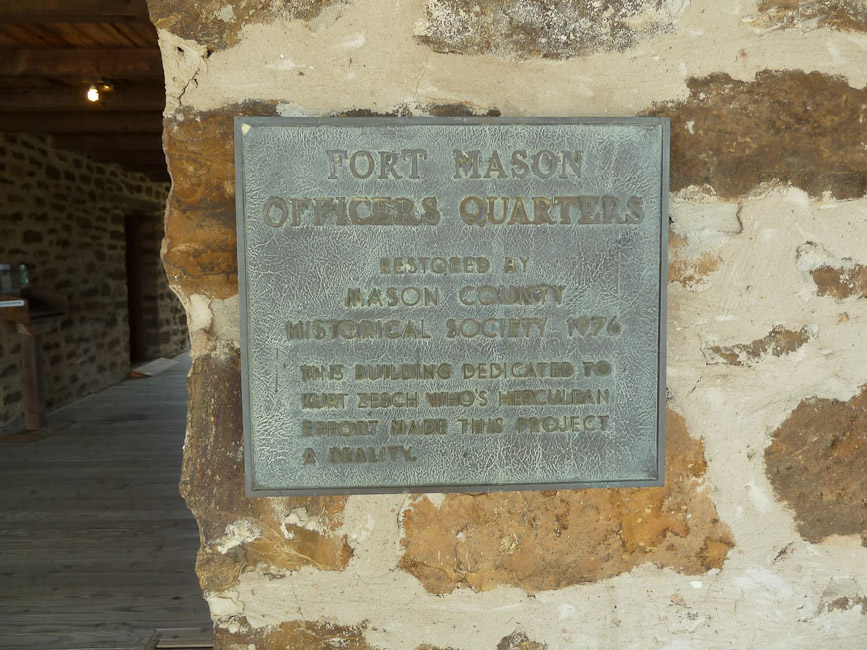 FORT MASON
OFFICERS QUARTERS
RESTORED BY
MASON COUNTY
HISTORICAL SOCIETY 1976
THIS BUILDING DEDICATED TO
KURT ZESCH WHO'S HERCULEAN
EFFORT MADE THIS PROJECT
A REALITY.